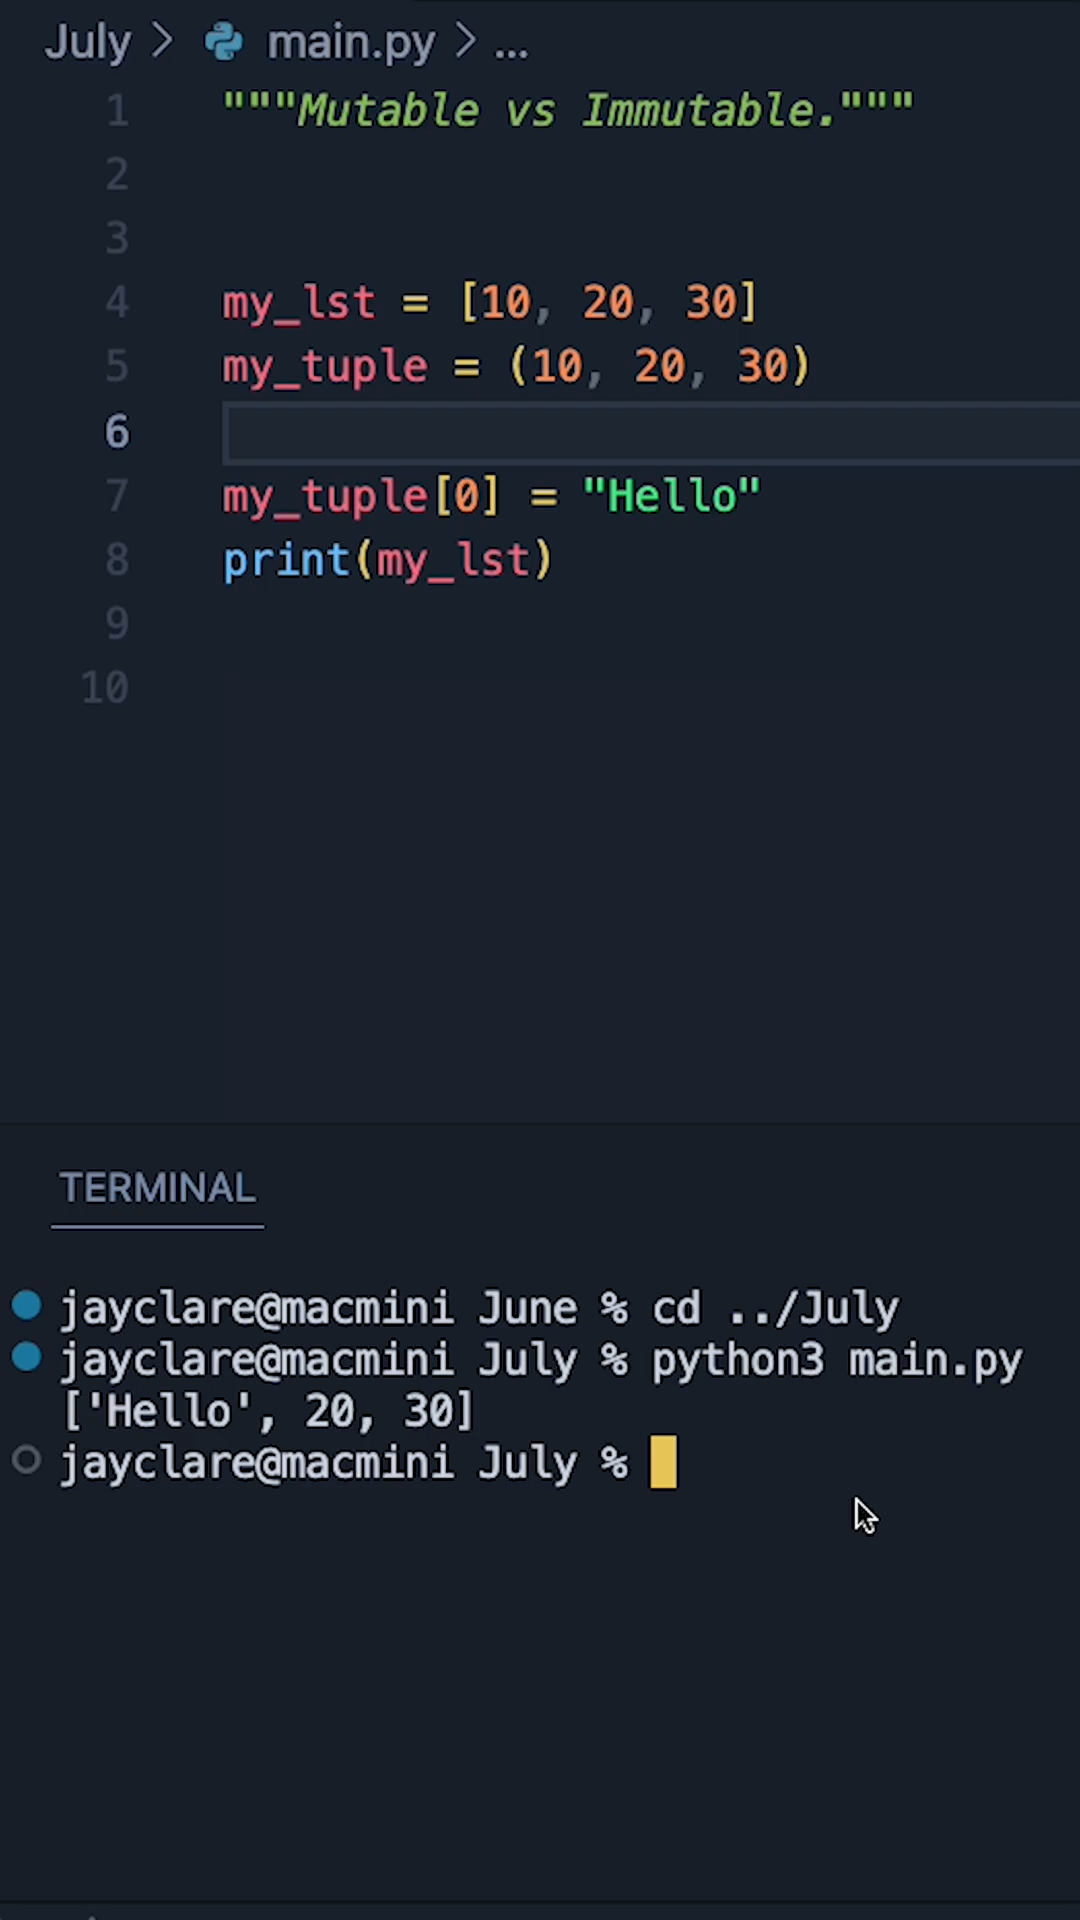 July > main.py > ...
1 """Mutable vs Immutable."""
2
3
4 my_lst = [10, 20, 30]
5 my_tuple = (10, 20, 30)
6
7 my_tuple[0] = "Hello"
8 print(my_lst)
9
10
TERMINAL
jayclare@macmini June % cd ../July
jayclare@macmini July % python3 main.py
['Hello', 20, 30]
jayclare@macmini July %